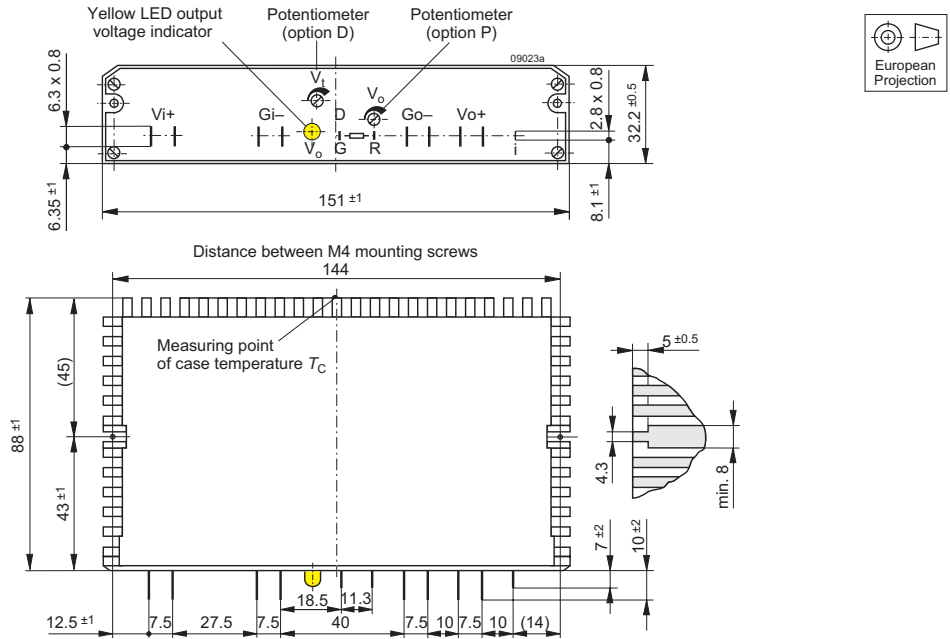 Yellow LED output
voltage indicator
Potentiometer
(option D)
Potentiometer
(option P)
European
Projection
09023a
6.3 x 0.8
Vt
Vo
2.8 x 0.8
32.2 ±0.5
Vi+
Gi–
D
Go–
Vo+
Vo
G
R
i
6.35 ±1
151 ±1
8.1 ±1
Distance between M4 mounting screws
144
Measuring point
of case temperature TC
5 ±0.5
(45)
88 ±1
43 ±1
4.3
min. 8
7 ±2
10 ±2
18.5
11.3
12.5 ±1
7.5
27.5
7.5
40
7.5
10
7.5
10
(14)